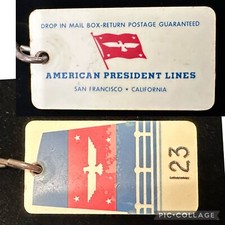 DROP IN MAIL BOX-RETURN POSTAGE GUARANTEED
AMERICAN PRESIDENT LINES
SAN FRANCISCO • CALIFORNIA
123
PIC•COLLAGE